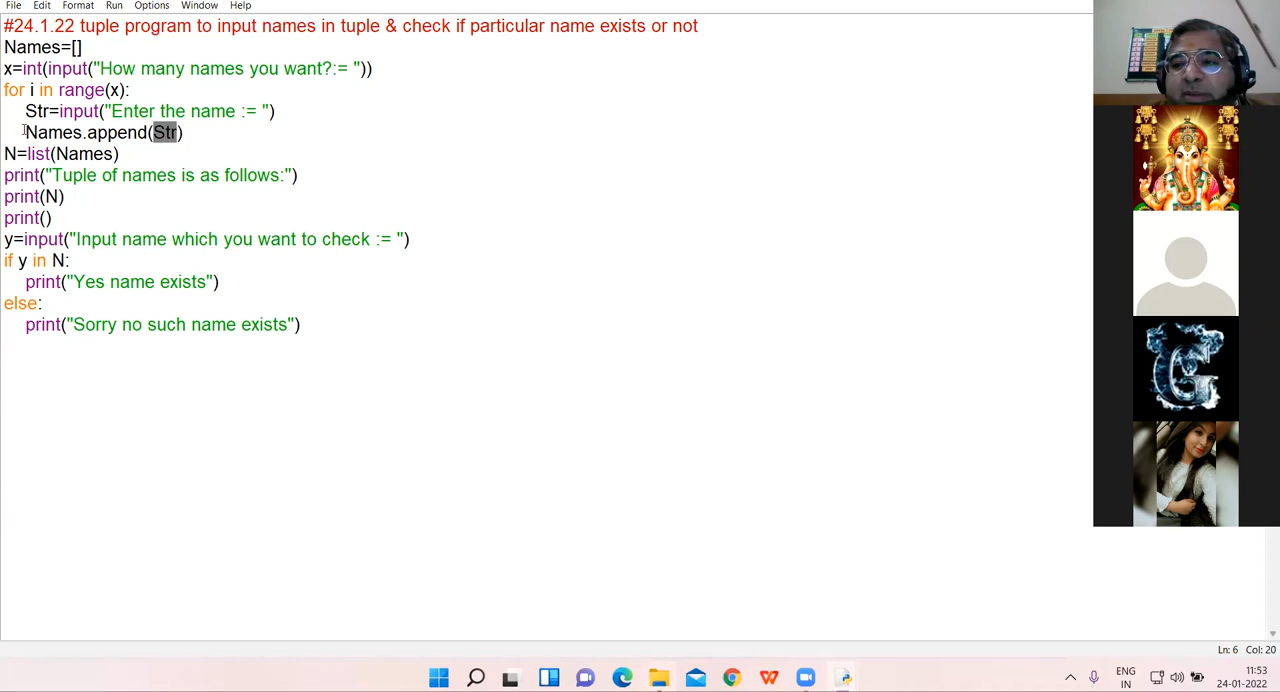 File Edit Format Run Options Window Help
#24.1.22 tuple program to input names in tuple & check if particular name exists or not
Names=[]
x=int(input("How many names you want?:= "))
for i in range(x):
Str=input("Enter the name := ")
Names.append(Str)
N=list(Names)
print("Tuple of names is as follows:")
print(N)
print()
y=input("Input name which you want to check := ")
if y in N:
print("Yes name exists")
else:
print("Sorry no such name exists")
G
Ln: 6 Col: 20
W
ENG
IN
11:53
24-01-2022